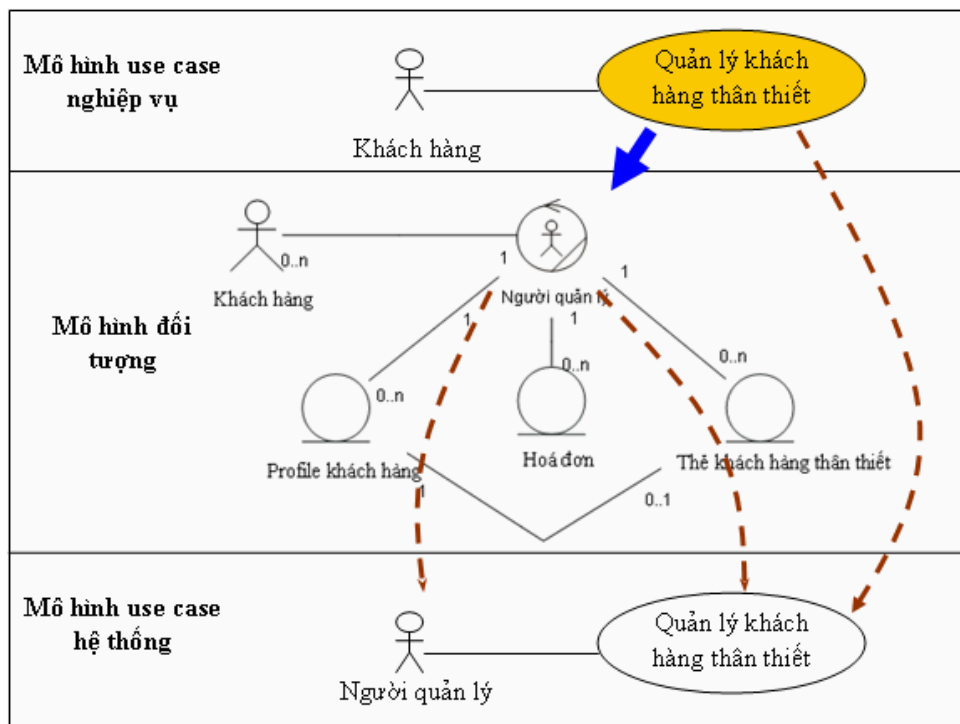 Mô hình use case
nghiệp vụ
Khách hàng
Quản lý khách
hàng thân thiết
Mô hình đối
tượng
0..n
Khách hàng
1
Người quản lý
1
1
1
0..n
0..n
0..n
Profile khách hàng
Hoá đơn
Thẻ khách hàng thân thiết
1
0..1
Mô hình use case
hệ thống
Người quản lý
Quản lý khách
hàng thân thiết